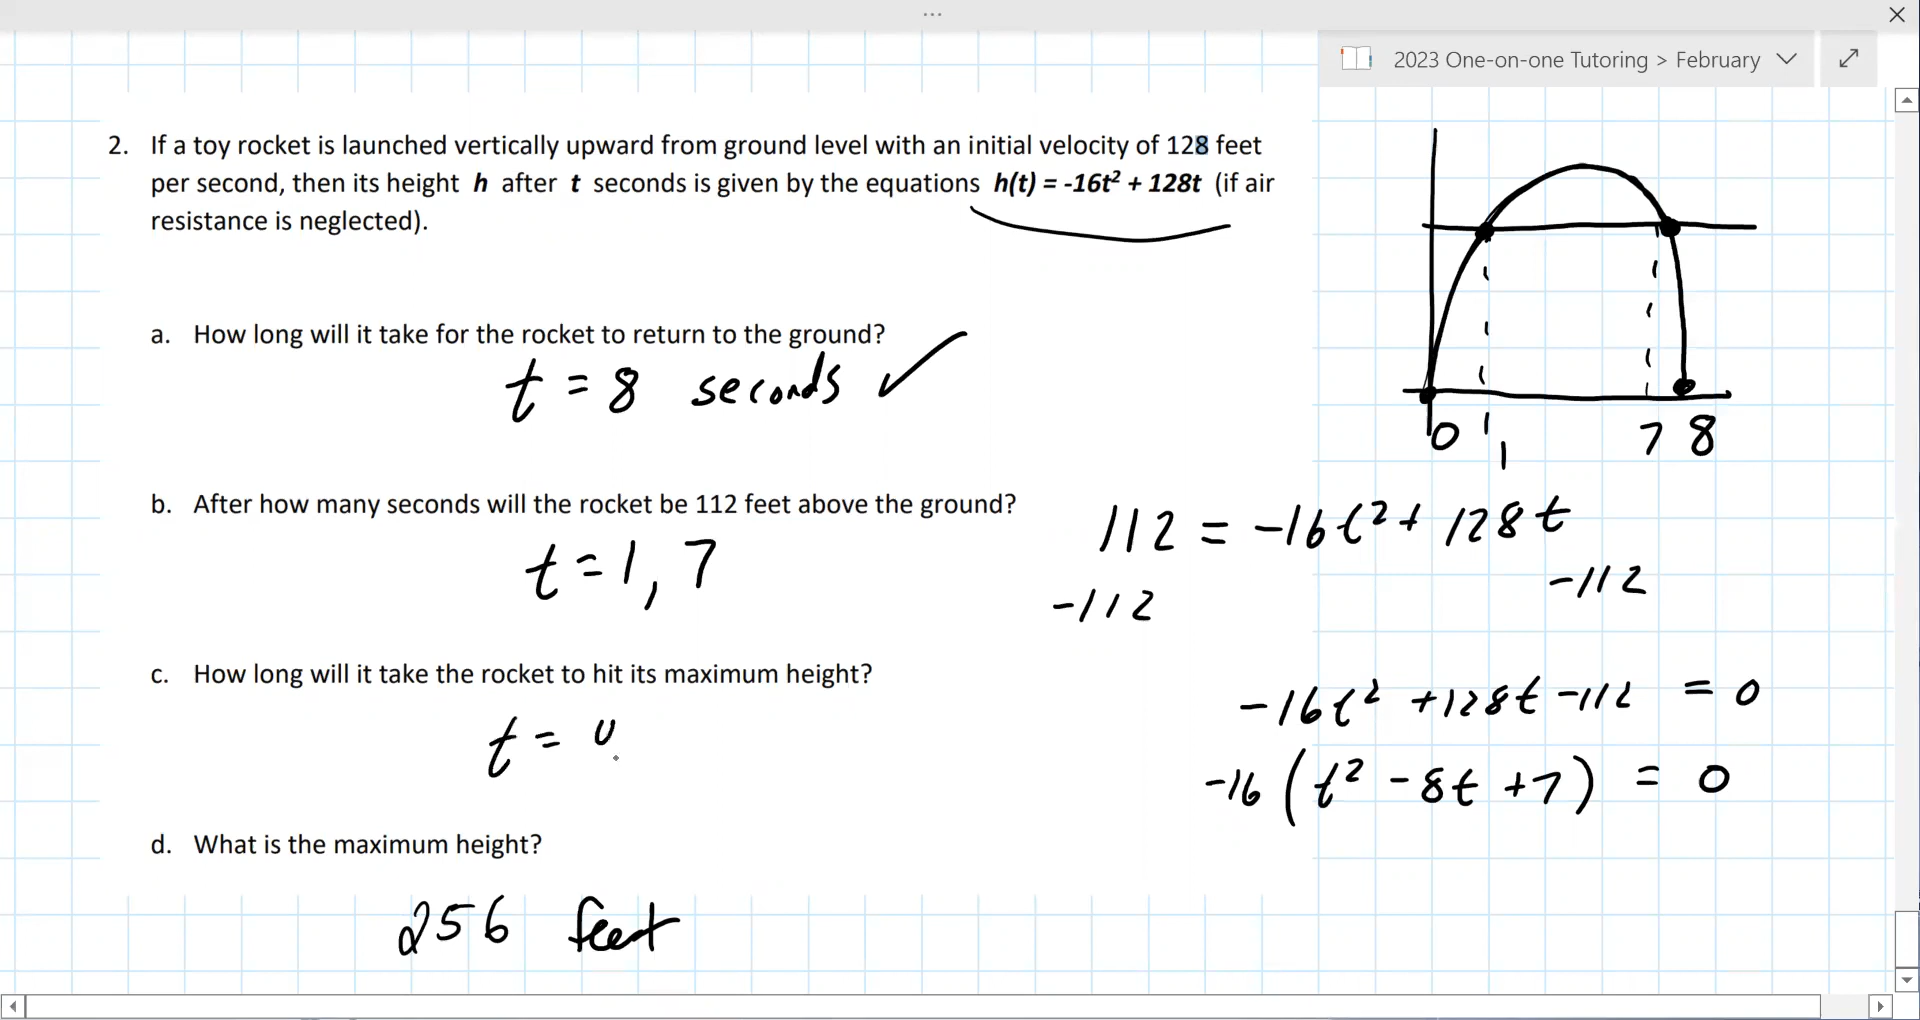 ...
2023 One-on-one Tutoring > February
2. If a toy rocket is launched vertically upward from ground level with an initial velocity of 128 feet
per second, then its height h after t seconds is given by the equations h(t) = -16t² + 128t (if air
resistance is neglected).
a. How long will it take for the rocket to return to the ground?
t = 8 seconds ✓
0 1 7 8
b. After how many seconds will the rocket be 112 feet above the ground?
t = 1, 7
112 = -16t² + 128t
-112 -112
c. How long will it take the rocket to hit its maximum height?
t =
-16t² +128t -112 = 0
-16 (t² - 8t + 7) = 0
d. What is the maximum height?
256 feet